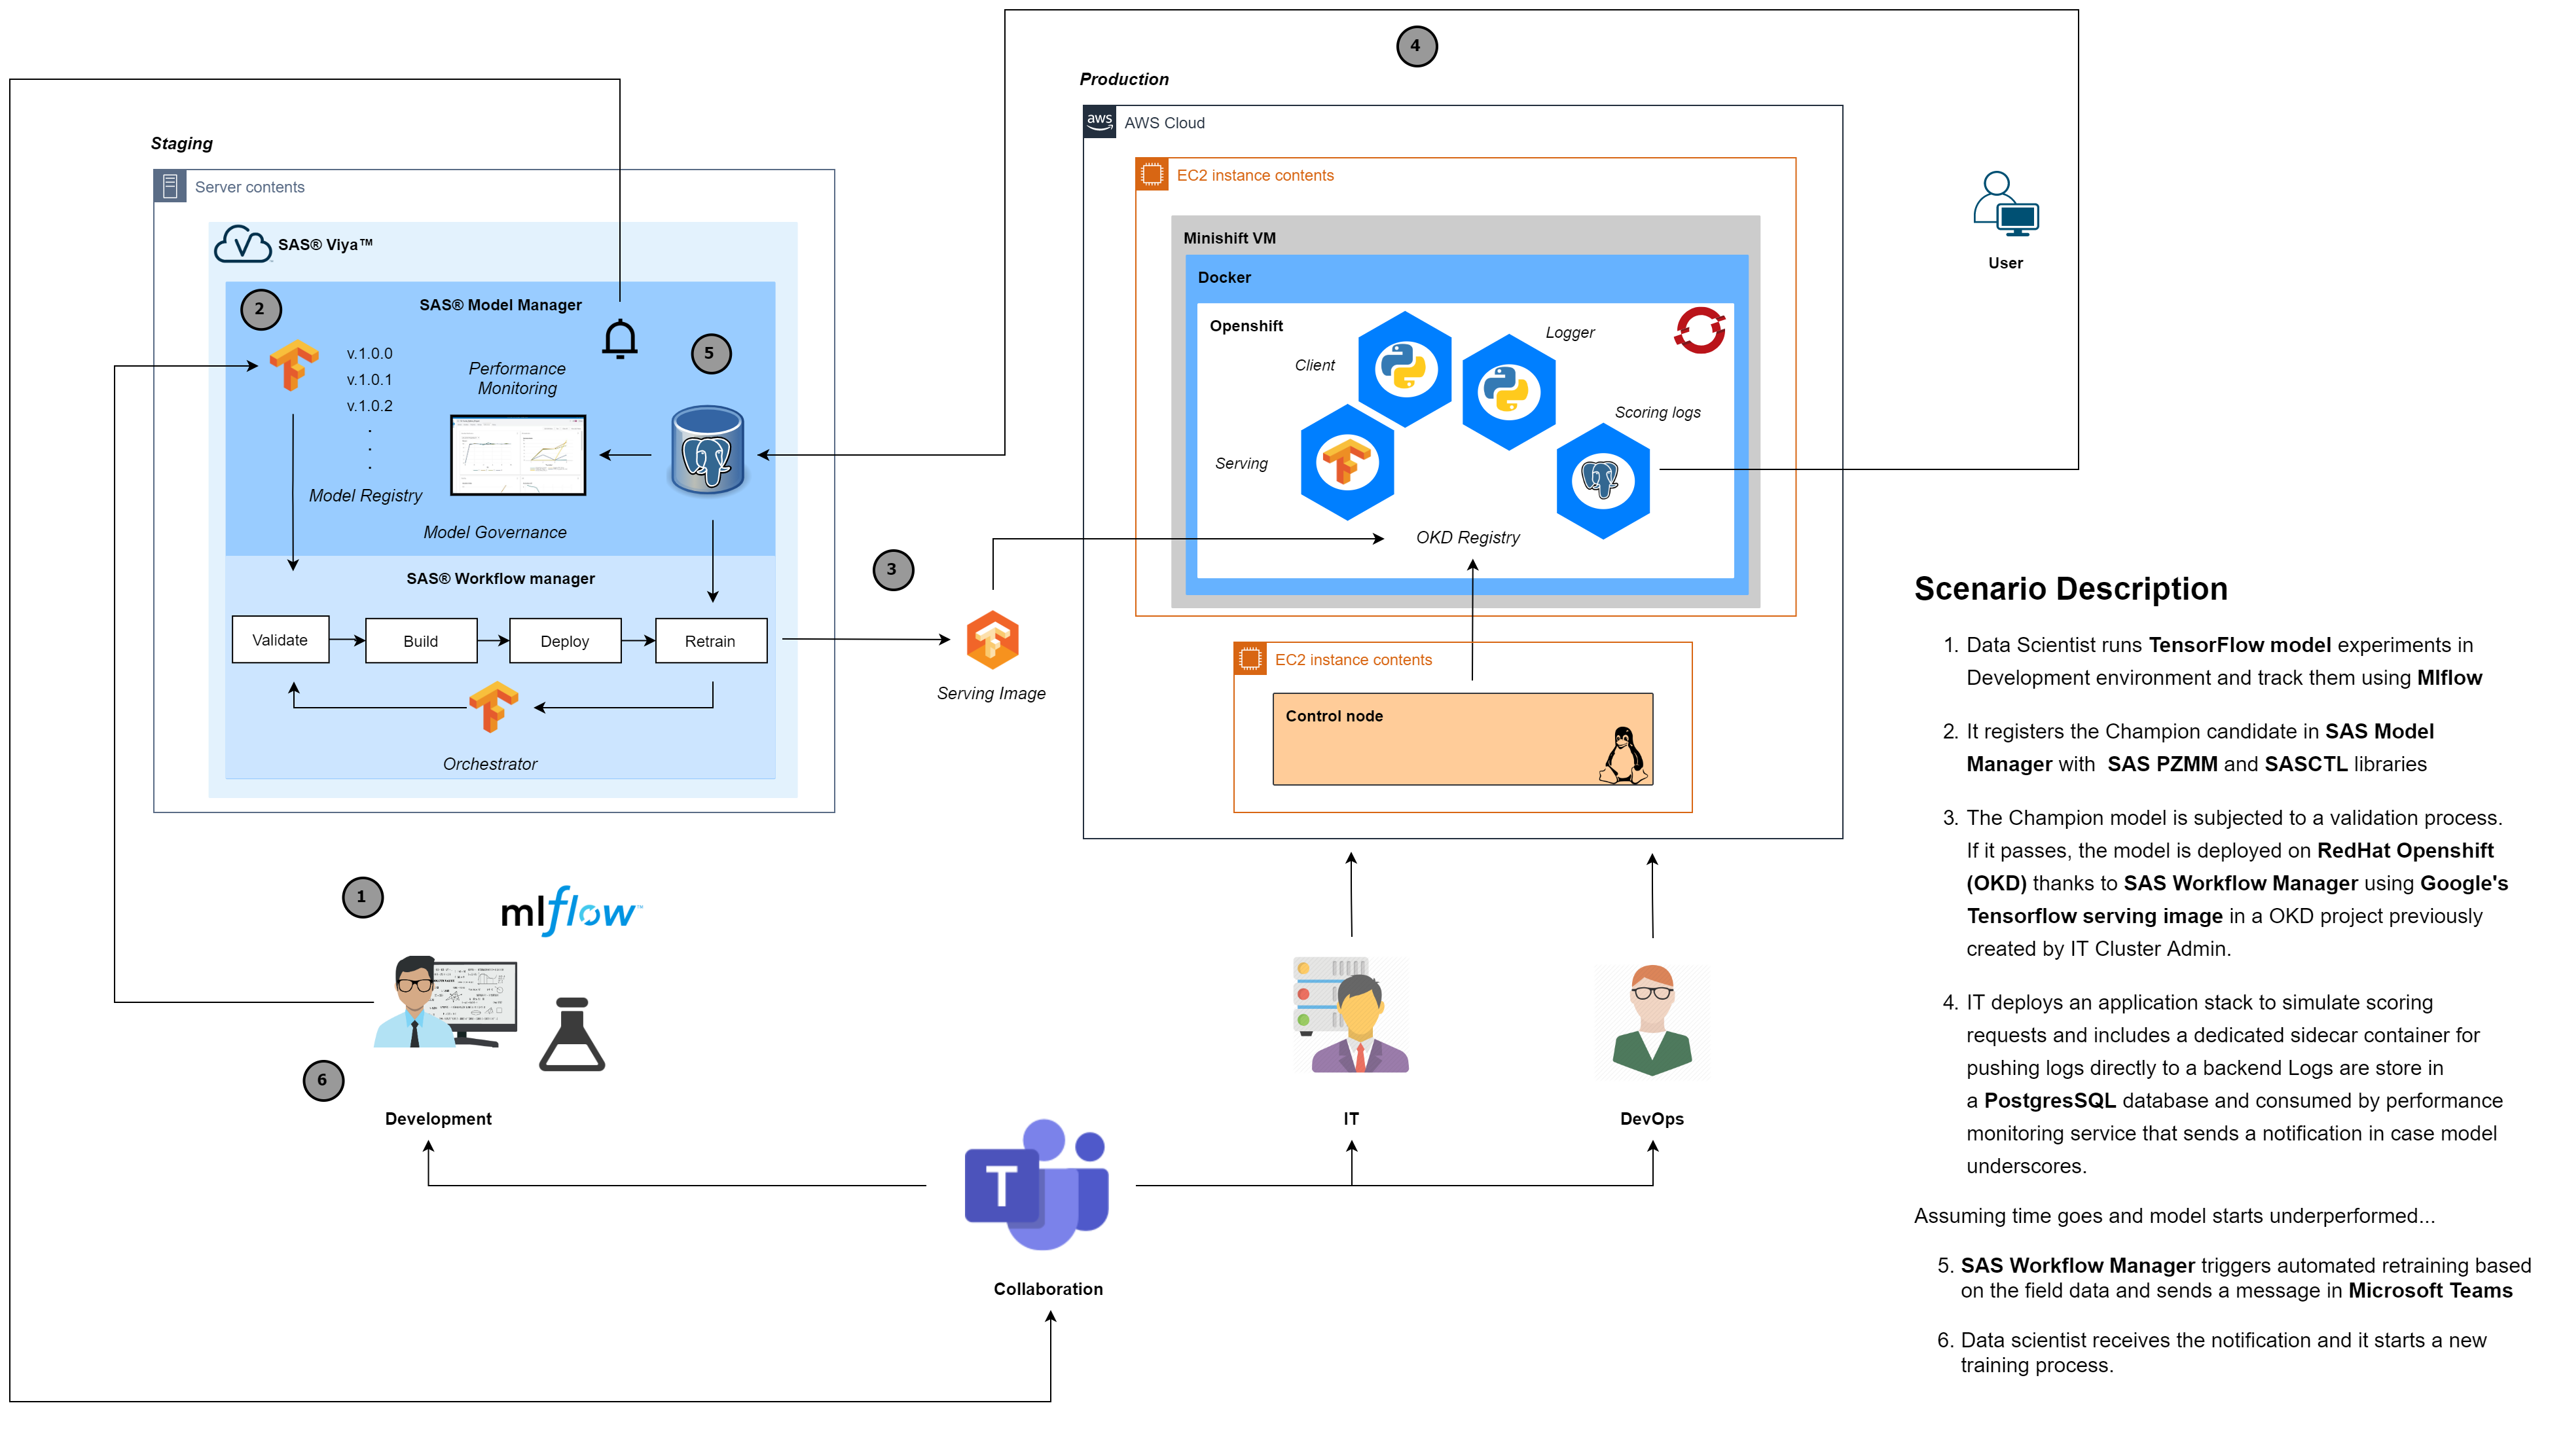 4
Production
aws
AWS Cloud
Staging
Server contents
EC2 instance contents
SAS® Viya™
Minishift VM
User
Docker
2
SAS® Model Manager
Openshift
Logger
5
v.1.0.0
Performance
Monitoring
Client
v.1.0.1
v.1.0.2
Scoring logs
.
.
.
Serving
Model Registry
Model Governance
OKD Registry
3
SAS® Workflow manager
Validate
Build
Deploy
Retrain
Serving Image
Orchestrator
EC2 instance contents
Control node
Scenario Description
1. Data Scientist runs TensorFlow model experiments in
Development environment and track them using Mlflow
2. It registers the Champion candidate in SAS Model
Manager with SAS PZMM and SASCTL libraries
3. The Champion model is subjected to a validation process.
If it passes, the model is deployed on RedHat Openshift
(OKD) thanks to SAS Workflow Manager using Google's
Tensorflow serving image in a OKD project previously
created by IT Cluster Admin.
4. IT deploys an application stack to simulate scoring
requests and includes a dedicated sidecar container for
pushing logs directly to a backend Logs are store in
a PostgresSQL database and consumed by performance
monitoring service that sends a notification in case model
underscores.
Assuming time goes and model starts underperformed...
5. SAS Workflow Manager triggers automated retraining based
on the field data and sends a message in Microsoft Teams
6. Data scientist receives the notification and it starts a new
training process.
1
mlflow™
6
Development
IT
DevOps
T
Collaboration